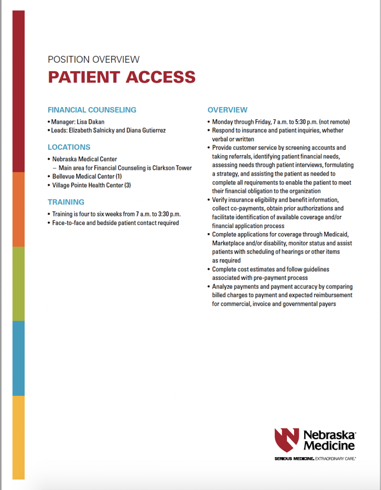 POSITION OVERVIEW
PATIENT ACCESS
FINANCIAL COUNSELING
• Manager: Lisa Dakan
• Leads: Elizabeth Salnicky and Diana Gutierrez
LOCATIONS
• Nebraska Medical Center
– Main area for Financial Counseling is Clarkson Tower
• Bellevue Medical Center (1)
• Village Pointe Health Center (3)
TRAINING
• Training is four to six weeks from 7 a.m. to 3:30 p.m.
• Face-to-face and bedside patient contact required
OVERVIEW
• Monday through Friday, 7 a.m. to 5:30 p.m. (not remote)
• Respond to insurance and patient inquiries, whether
verbal or written
• Provide customer service by screening accounts and
taking referrals, identifying patient financial needs,
assessing needs through patient interviews, formulating
a strategy, and assisting the patient as needed to
complete all requirements to enable the patient to meet
their financial obligation to the organization
• Verify insurance eligibility and benefit information,
collect co-payments, obtain prior authorizations and
facilitate identification of available coverage and/or
financial application process
• Complete applications for coverage through Medicaid,
Marketplace and/or disability, monitor status and assist
patients with scheduling of hearings or other items
as required
• Complete cost estimates and follow guidelines
associated with pre-payment process
• Analyze payments and payment accuracy by comparing
billed charges to payment and expected reimbursement
for commercial, invoice and governmental payers
Nebraska
Medicine
SERIOUS MEDICINE. EXTRAORDINARY CARE.